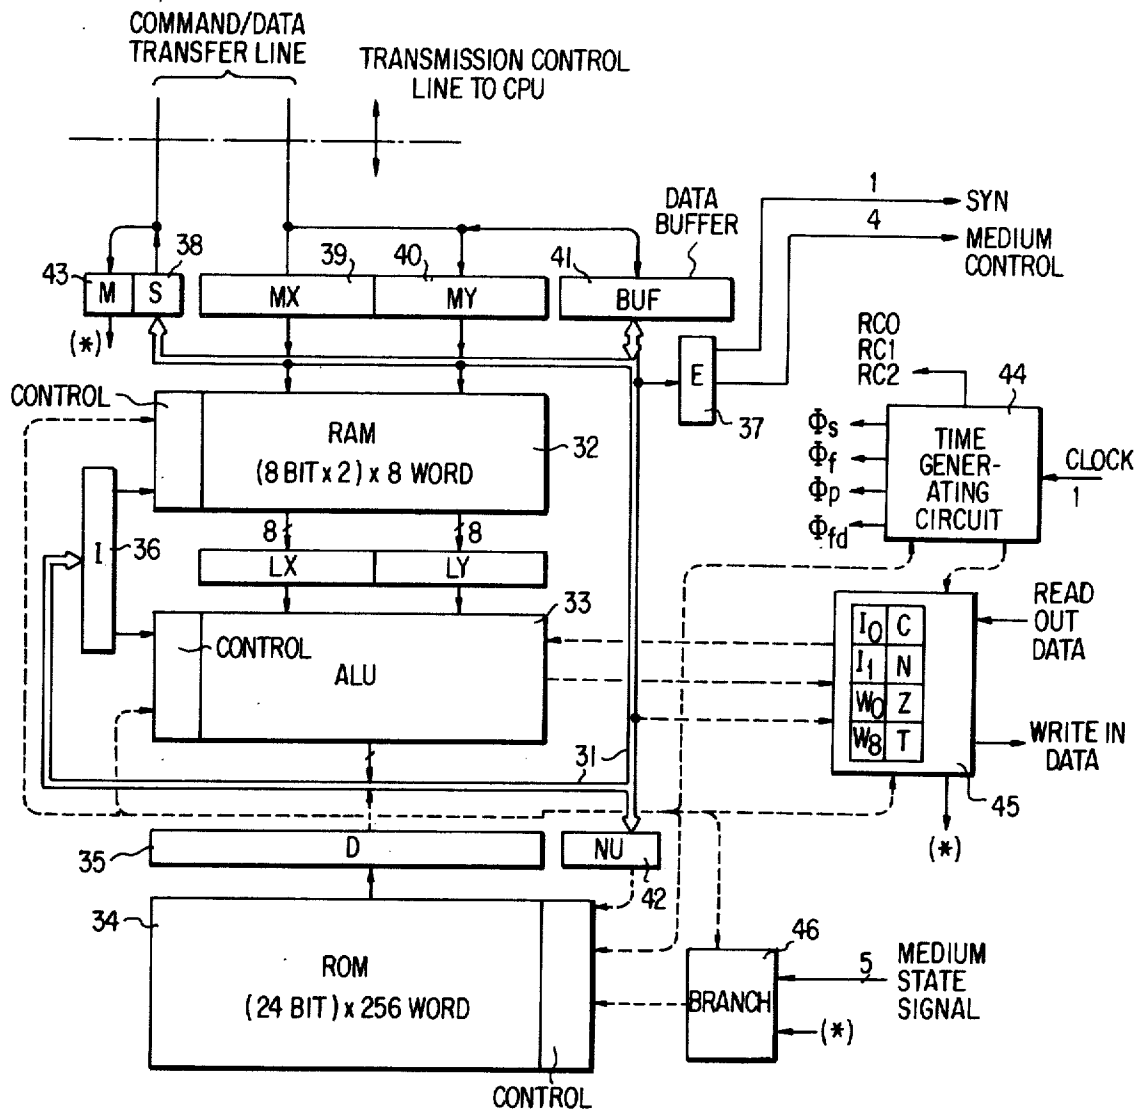 COMMAND/DATA
TRANSFER LINE
TRANSMISSION CONTROL
LINE TO CPU
DATA
BUFFER
1
SYN
4
MEDIUM
CONTROL
43
38
39
40
41
M
S
MX
MY
BUF
(*)
E
37
RC0
RC1
RC2
44
CONTROL
RAM
(8 BIT x 2) x 8 WORD
32
Φs
Φf
Φp
Φfd
TIME
GENER-
ATING
CIRCUIT
CLOCK
1
I
36
8
8
LX
LY
33
CONTROL
ALU
I0 C
I1 N
W0 Z
W8 T
READ
OUT
DATA
WRITE IN
DATA
31
31
45
(*)
35
D
NU
42
34
ROM
(24 BIT) x 256 WORD
CONTROL
46
BRANCH
5
MEDIUM
STATE
SIGNAL
(*)